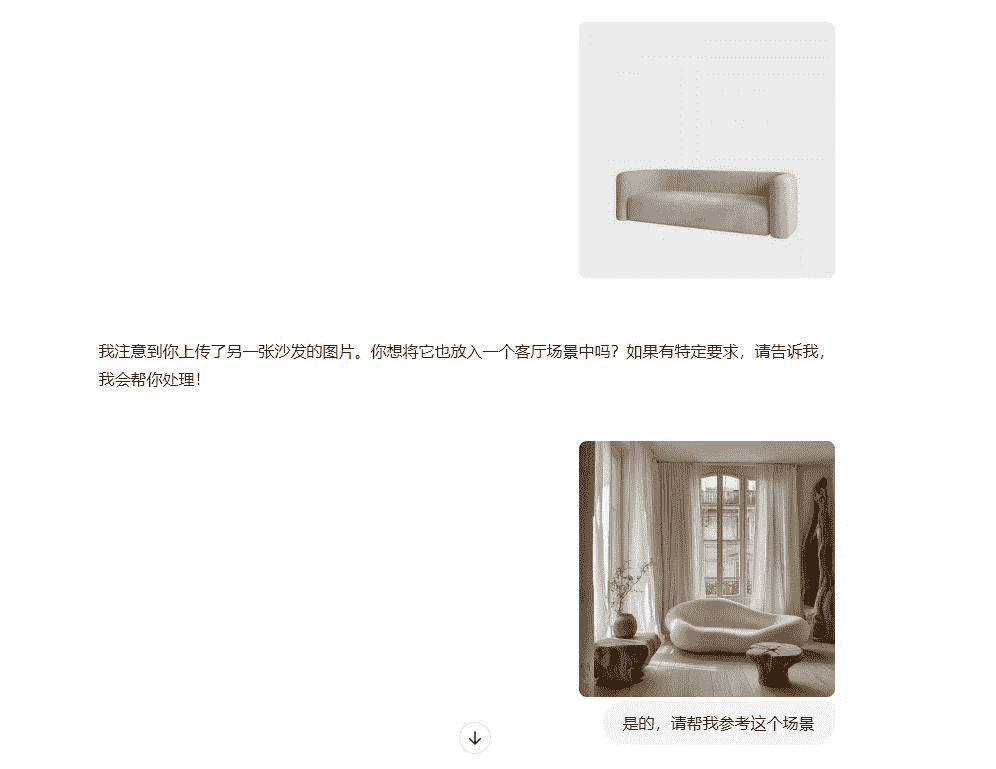 我注意到你上传了另一张沙发的图片。你想将它也放入一个客厅场景中吗？如果有特定要求，请告诉我，
我会帮你处理！
是的，请帮我参考这个场景